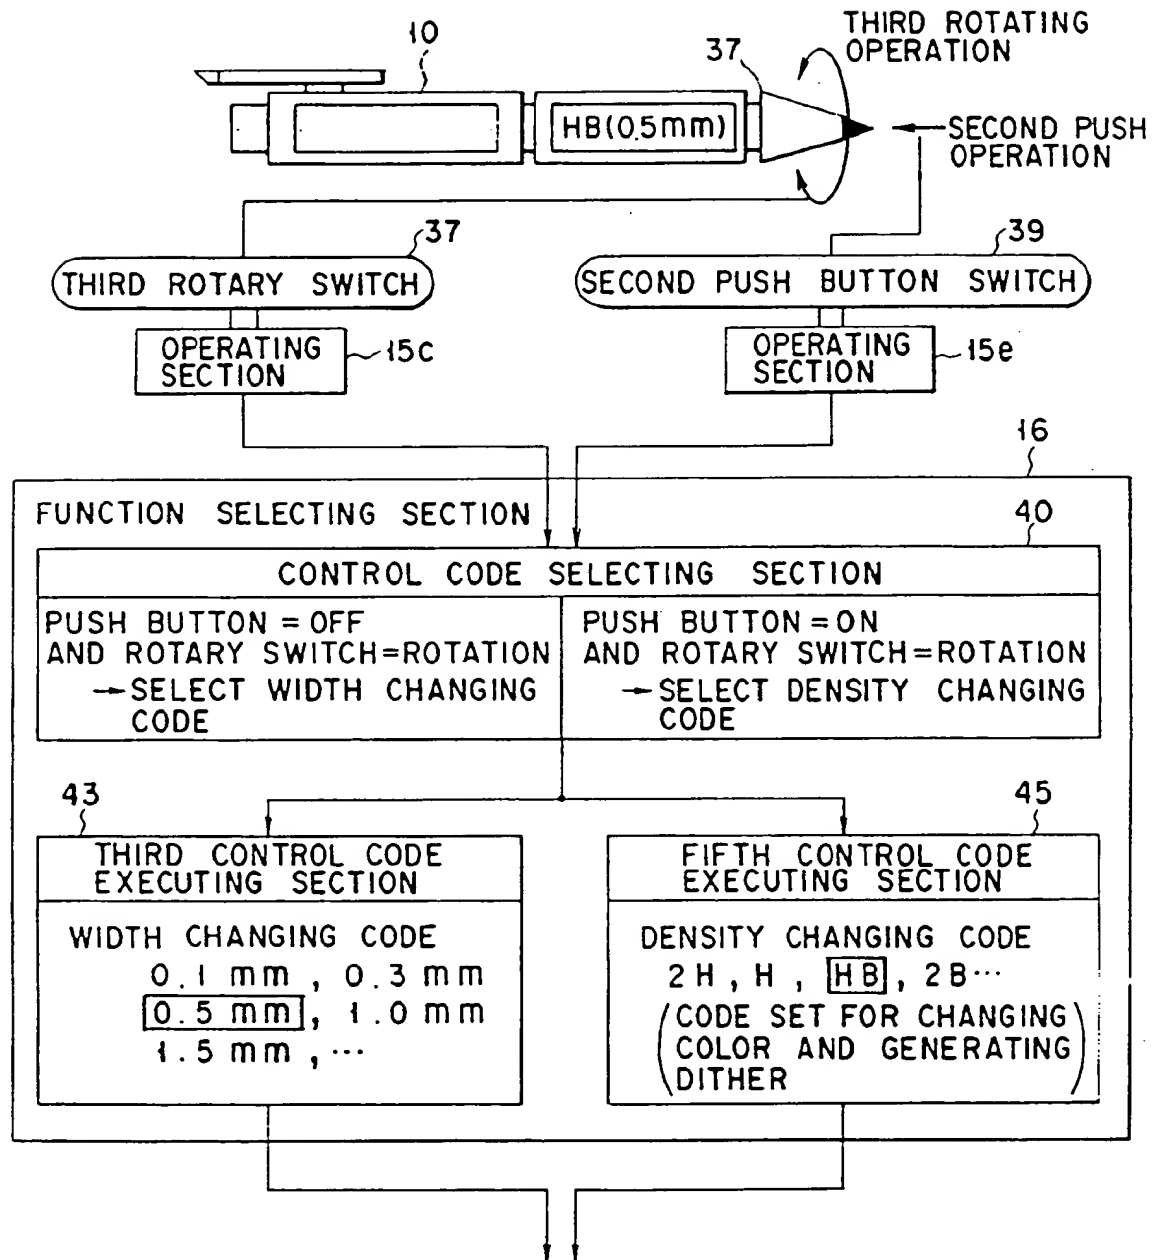 THIRD ROTATING
OPERATION
10
37
HB(0.5mm)
SECOND PUSH
OPERATION
37
39
THIRD ROTARY SWITCH
SECOND PUSH BUTTON SWITCH
OPERATING
SECTION
15c
OPERATING
SECTION
15e
16
FUNCTION SELECTING SECTION
40
CONTROL CODE SELECTING SECTION
PUSH BUTTON = OFF
AND ROTARY SWITCH=ROTATION
→ SELECT WIDTH CHANGING
CODE
PUSH BUTTON = ON
AND ROTARY SWITCH=ROTATION
→ SELECT DENSITY CHANGING
CODE
43
45
THIRD CONTROL CODE
EXECUTING SECTION
WIDTH CHANGING CODE
0.1 mm , 0.3 mm
0.5 mm , 1.0 mm
1.5 mm , ···
FIFTH CONTROL CODE
EXECUTING SECTION
DENSITY CHANGING CODE
2H , H , HB , 2B ···
(CODE SET FOR CHANGING
COLOR AND GENERATING
DITHER)